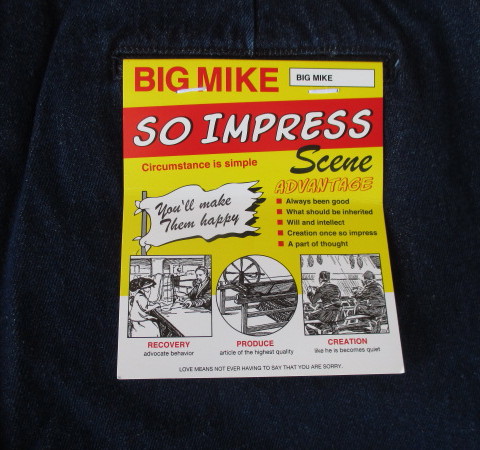 BIG MIKE
BIG MIKE
SO IMPRESS
Circumstance is simple
Scene
ADVANTAGE
You'll make
Them happy
Always been good
What should be inherited
Will and intellect
Creation once so impress
A part of thought
RECOVERY
advocate behavior
PRODUCE
article of the highest quality
CREATION
like he is becomes quiet
LOVE MEANS NOT EVER HAVING TO SAY THAT YOU ARE SORRY.